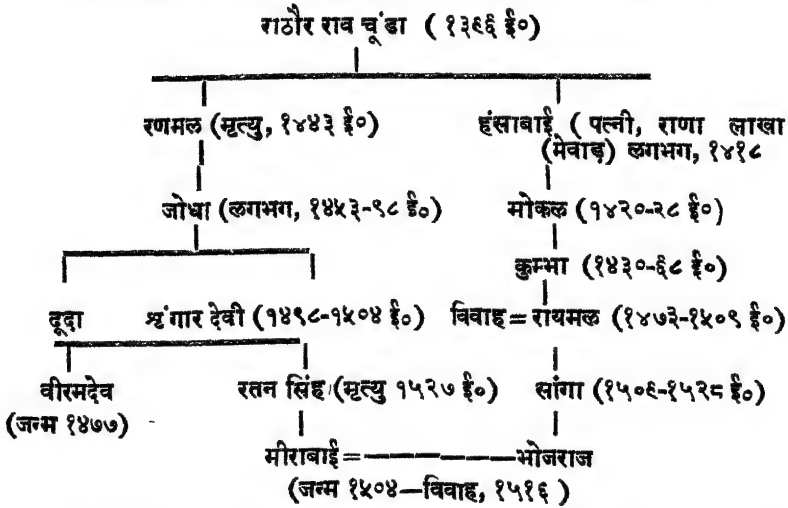 राठौर राव चूंडा ( १३९६ ई० )
रणमल (मृत्यु, १४४३ ई०) हंसाबाई ( पत्नी, राणा लाखा
(मेवाड़) लगभग, १४१८
जोधा (लगभग, १४५३-९८ ई०) मोकल (१४२०-२८ ई०)
कुम्भा (१४३०-६८ ई०)
दूदा श्रृंगार देवी (१४९८-१५०४ ई०) विवाह = रायमल (१४७३-१५०९ ई०)
वीरमदेव रतन सिंह (मृत्यु १५२७ ई०) सांगा (१५०९-१५२८ ई०)
(जन्म १४७७)
मीराबाई = ———— भोजराज
(जन्म १५०४—विवाह, १५१६ )